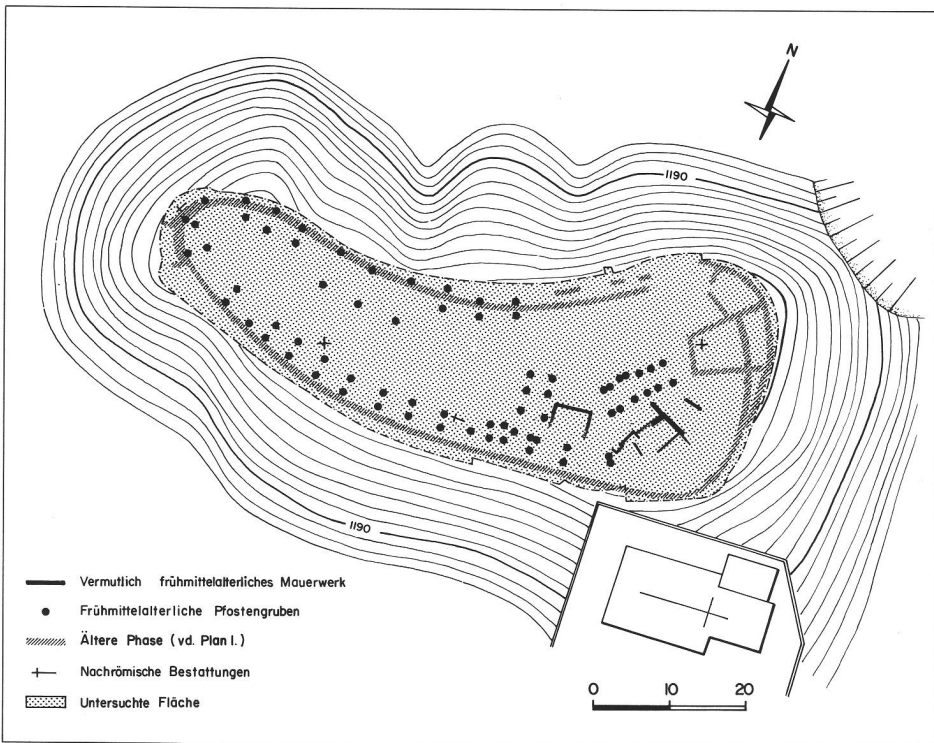 N
1190
1190
Vermutlich frühmittelalterliches Mauerwerk
Frühmittelalterliche Pfostengruben
Ältere Phase (vd. Plan I.)
Nachrömische Bestattungen
Untersuchte Fläche
0 10 20